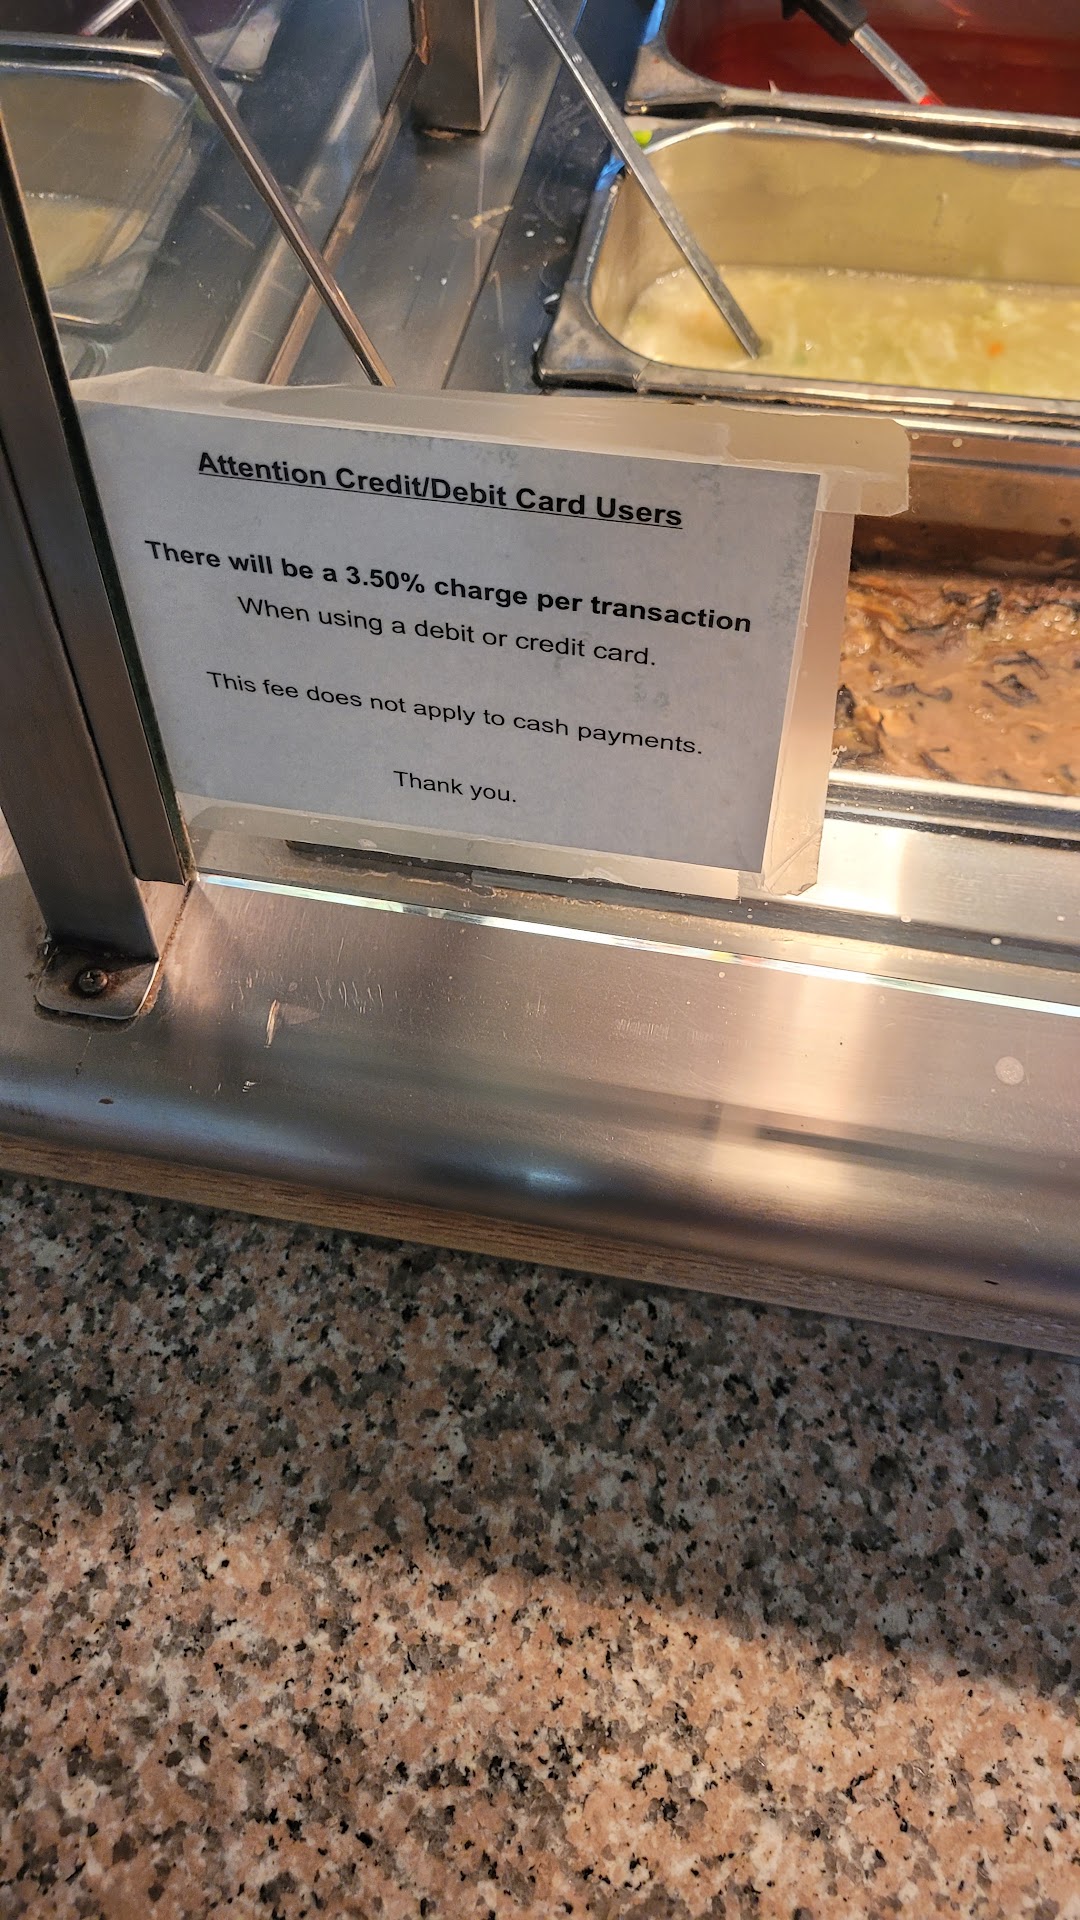 Attention Credit/Debit Card Users
There will be a 3.50% charge per transaction
When using a debit or credit card.
This fee does not apply to cash payments.
Thank you.